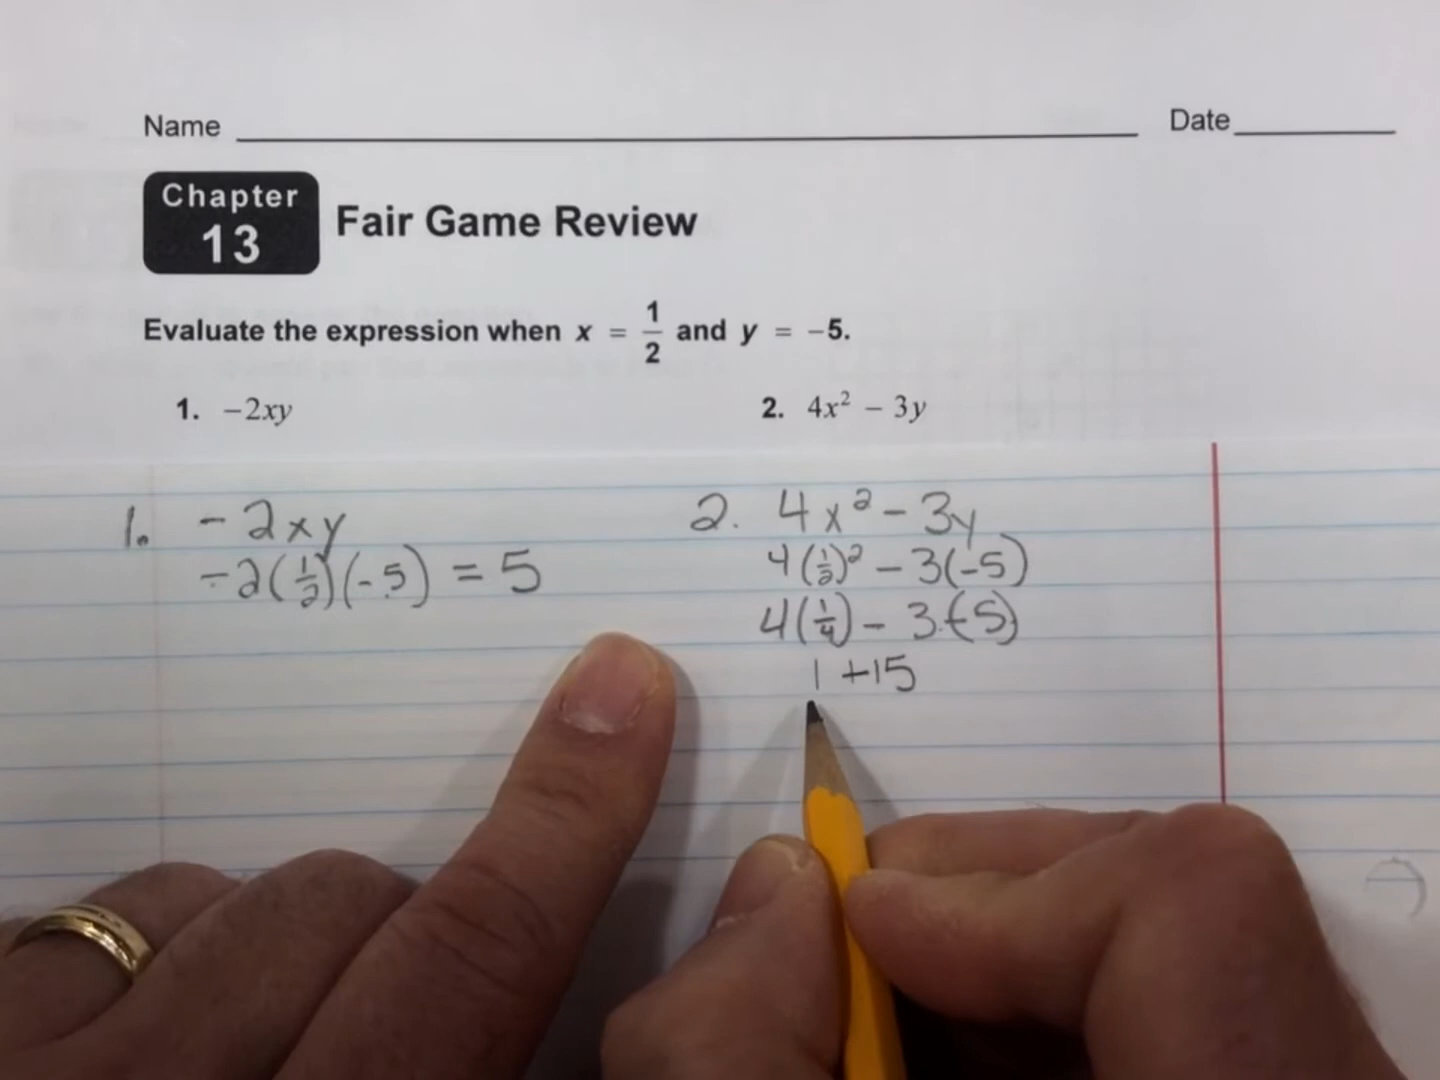 Name Date
Chapter 13 Fair Game Review
Evaluate the expression when x = 1/2 and y = −5.
1. −2xy 2. 4x² − 3y
1. -2xy
-2(1/2)(-5) = 5
2. 4x² - 3y
4(1/2)² - 3(-5)
4(1/4) - 3·(-5)
1 +15